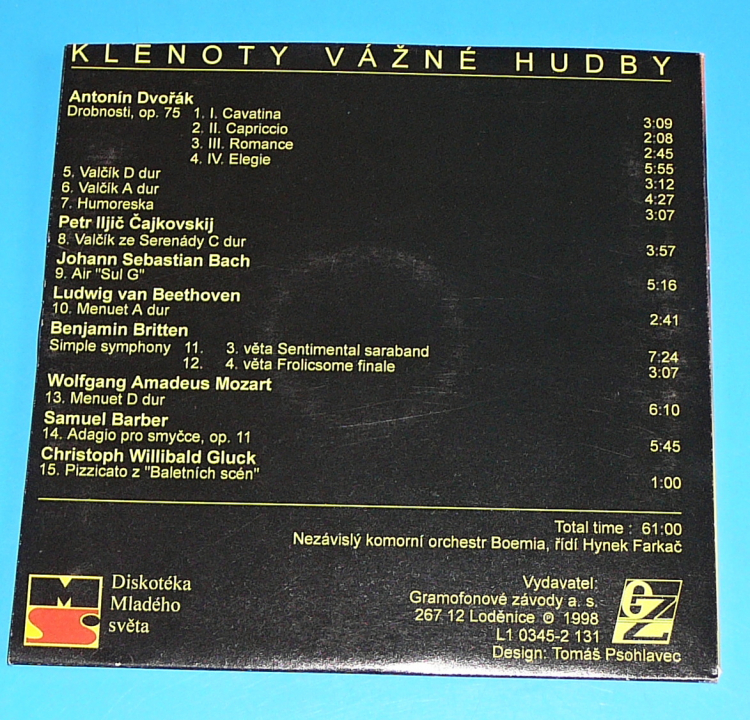 KLENOTY VÁŽNÉ HUDBY
Antonín Dvořák
Drobnosti, op. 75 1. I. Cavatina 3:09
2. II. Capriccio 2:08
3. III. Romance 2:45
4. IV. Elegie 5:55
5. Valčík D dur 3:12
6. Valčík A dur 4:27
7. Humoreska 3:07
Petr Iljič Čajkovskij
8. Valčík ze Serenády C dur 3:57
Johann Sebastian Bach
9. Air "Sul G" 5:16
Ludwig van Beethoven
10. Menuet A dur 2:41
Benjamin Britten
Simple symphony 11. 3. věta Sentimental saraband 7:24
12. 4. věta Frolicsome finale 3:07
Wolfgang Amadeus Mozart
13. Menuet D dur 6:10
Samuel Barber
14. Adagio pro smyčce, op. 11 5:45
Christoph Willibald Gluck
15. Pizzicato z "Baletních scén" 1:00
Total time : 61:00
Nezávislý komorní orchestr Boemia, řídí Hynek Farkač
Diskotéka
Mladého
světa
Vydavatel:
Gramofonové závody a. s.
267 12 Loděnice ℗ 1998
L1 0345-2 131
Design: Tomáš Psohlavec
GZ